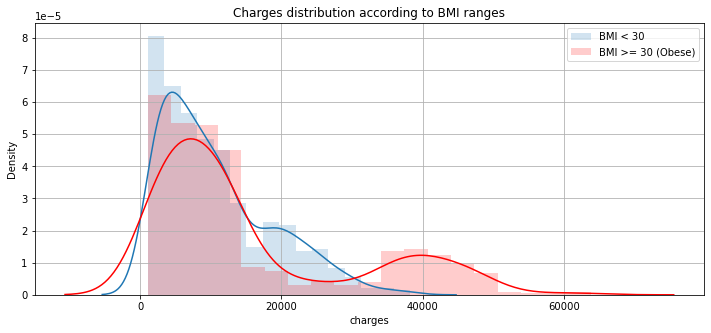 Charges distribution according to BMI ranges
1e−5
BMI < 30
BMI >= 30 (Obese)
8
7
6
5
4
3
2
1
0
Density
0
20000
40000
60000
charges